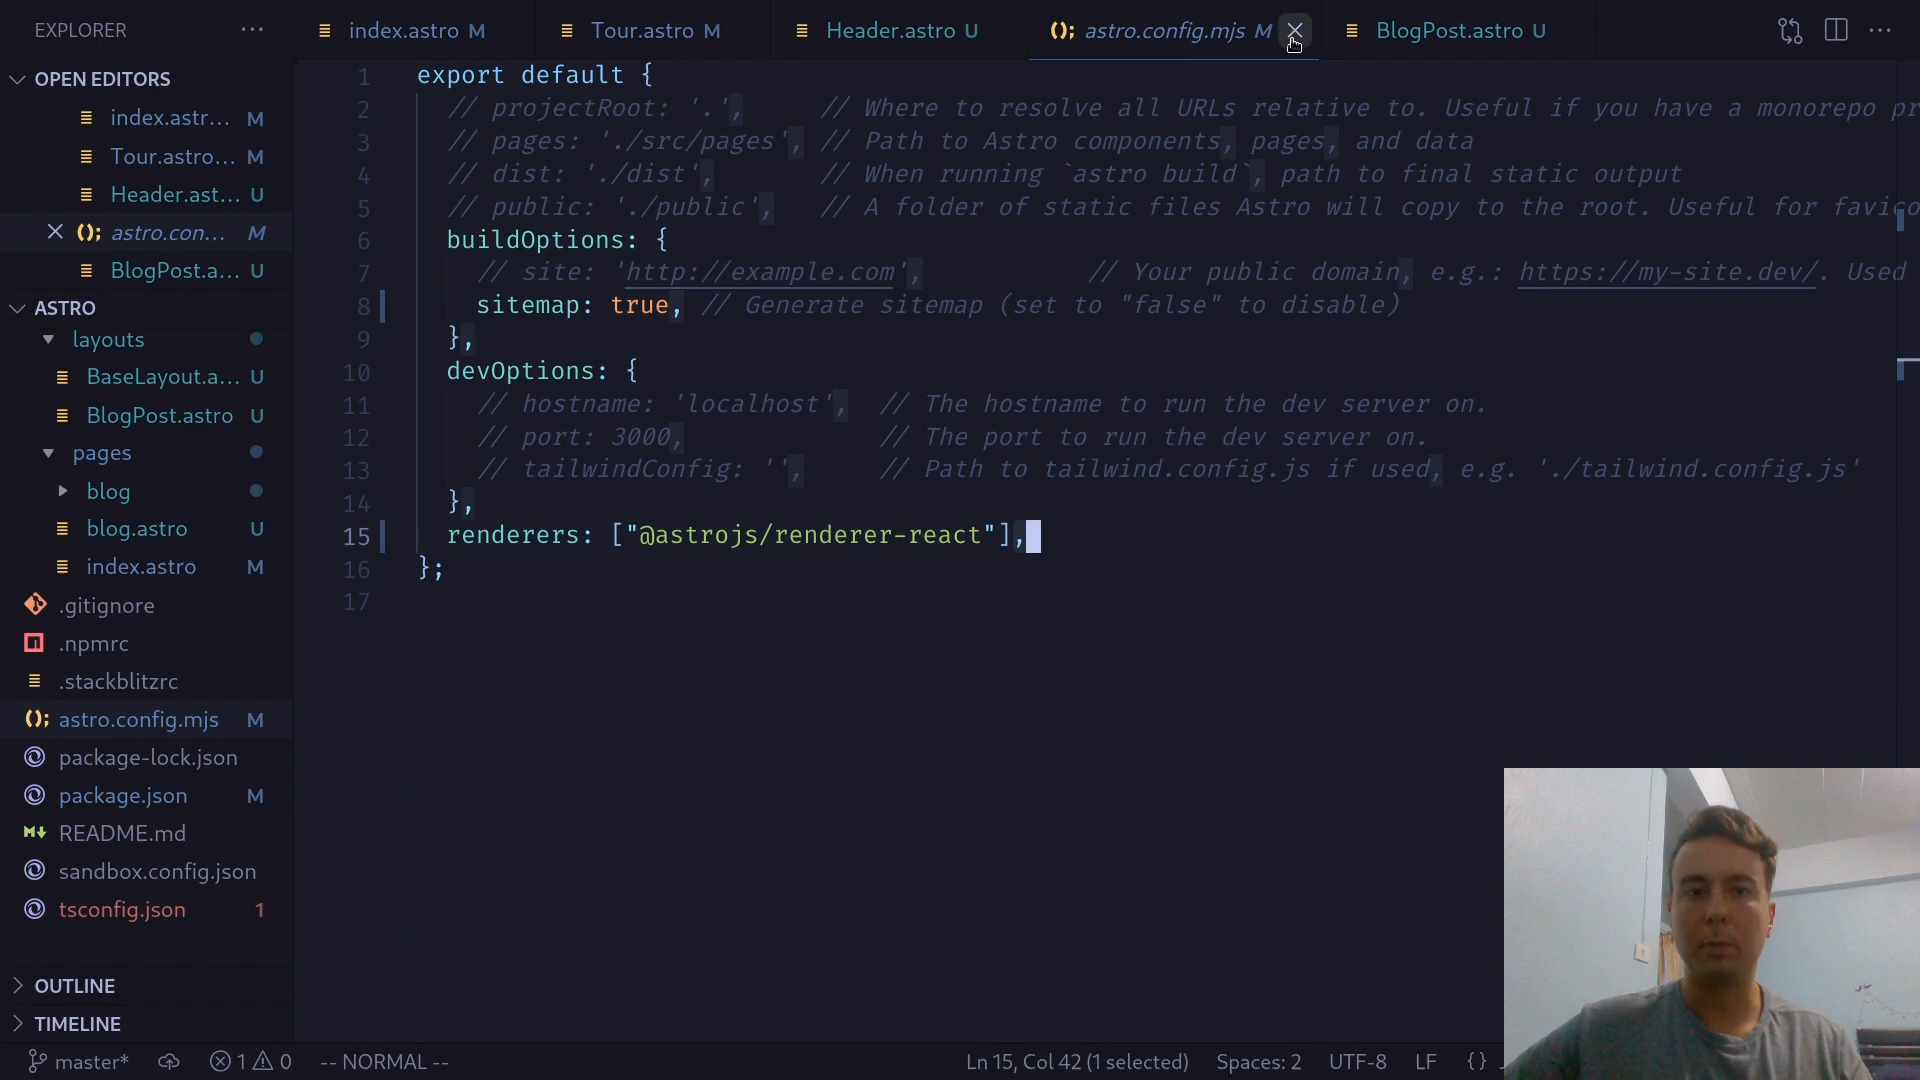 EXPLORER
index.astro M
Tour.astro M
Header.astro U
astro.config.mjs M
BlogPost.astro U
OPEN EDITORS
index.astr... M
Tour.astro... M
Header.ast... U
astro.con... M
BlogPost.a... U
ASTRO
layouts
BaseLayout.a... U
BlogPost.astro U
pages
blog
blog.astro U
index.astro M
.gitignore
.npmrc
.stackblitzrc
astro.config.mjs M
package-lock.json
package.json M
README.md
sandbox.config.json
tsconfig.json 1
OUTLINE
TIMELINE
1 export default {
2 // projectRoot: '.', // Where to resolve all URLs relative to. Useful if you have a monorepo pr
3 // pages: './src/pages', // Path to Astro components, pages, and data
4 // dist: './dist', // When running `astro build`, path to final static output
5 // public: './public', // A folder of static files Astro will copy to the root. Useful for favico
6 buildOptions: {
7 // site: 'http://example.com', // Your public domain, e.g.: https://my-site.dev/. Used
8 sitemap: true, // Generate sitemap (set to "false" to disable)
9 },
10 devOptions: {
11 // hostname: 'localhost', // The hostname to run the dev server on.
12 // port: 3000, // The port to run the dev server on.
13 // tailwindConfig: '', // Path to tailwind.config.js if used, e.g. './tailwind.config.js'
14 },
15 renderers: ["@astrojs/renderer-react"],
16 };
17
master* 1 0 -- NORMAL -- Ln 15, Col 42 (1 selected) Spaces: 2 UTF-8 LF {}